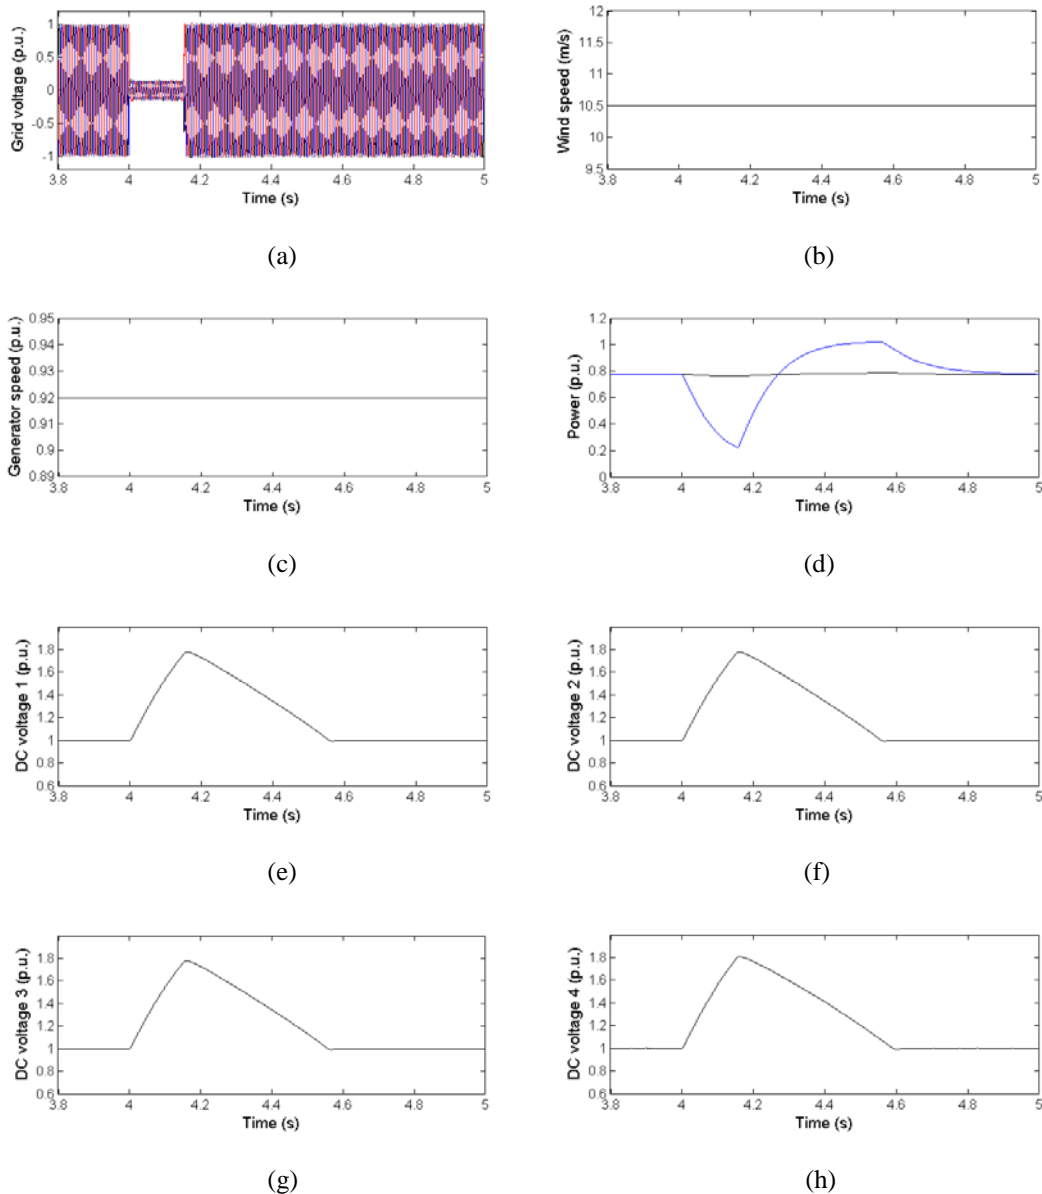 1
0.5
0
-0.5
-1
Grid voltage (p.u.)
3.8 4 4.2 4.4 4.6 4.8 5
Time (s)
(a)
12
11.5
11
10.5
10
9.5
Wind speed (m/s)
3.8 4 4.2 4.4 4.6 4.8 5
Time (s)
(b)
0.95
0.94
0.93
0.92
0.91
0.9
0.89
Generator speed (p.u.)
3.8 4 4.2 4.4 4.6 4.8 5
Time (s)
(c)
1.2
1
0.8
0.6
0.4
0.2
0
Power (p.u.)
3.8 4 4.2 4.4 4.6 4.8 5
Time (s)
(d)
1.8
1.6
1.4
1.2
1
0.8
0.6
DC voltage 1 (p.u.)
3.8 4 4.2 4.4 4.6 4.8 5
Time (s)
(e)
1.8
1.6
1.4
1.2
1
0.8
0.6
DC voltage 2 (p.u.)
3.8 4 4.2 4.4 4.6 4.8 5
Time (s)
(f)
1.8
1.6
1.4
1.2
1
0.8
0.6
DC voltage 3 (p.u.)
3.8 4 4.2 4.4 4.6 4.8 5
Time (s)
(g)
1.8
1.6
1.4
1.2
1
0.8
0.6
DC voltage 4 (p.u.)
3.8 4 4.2 4.4 4.6 4.8 5
Time (s)
(h)